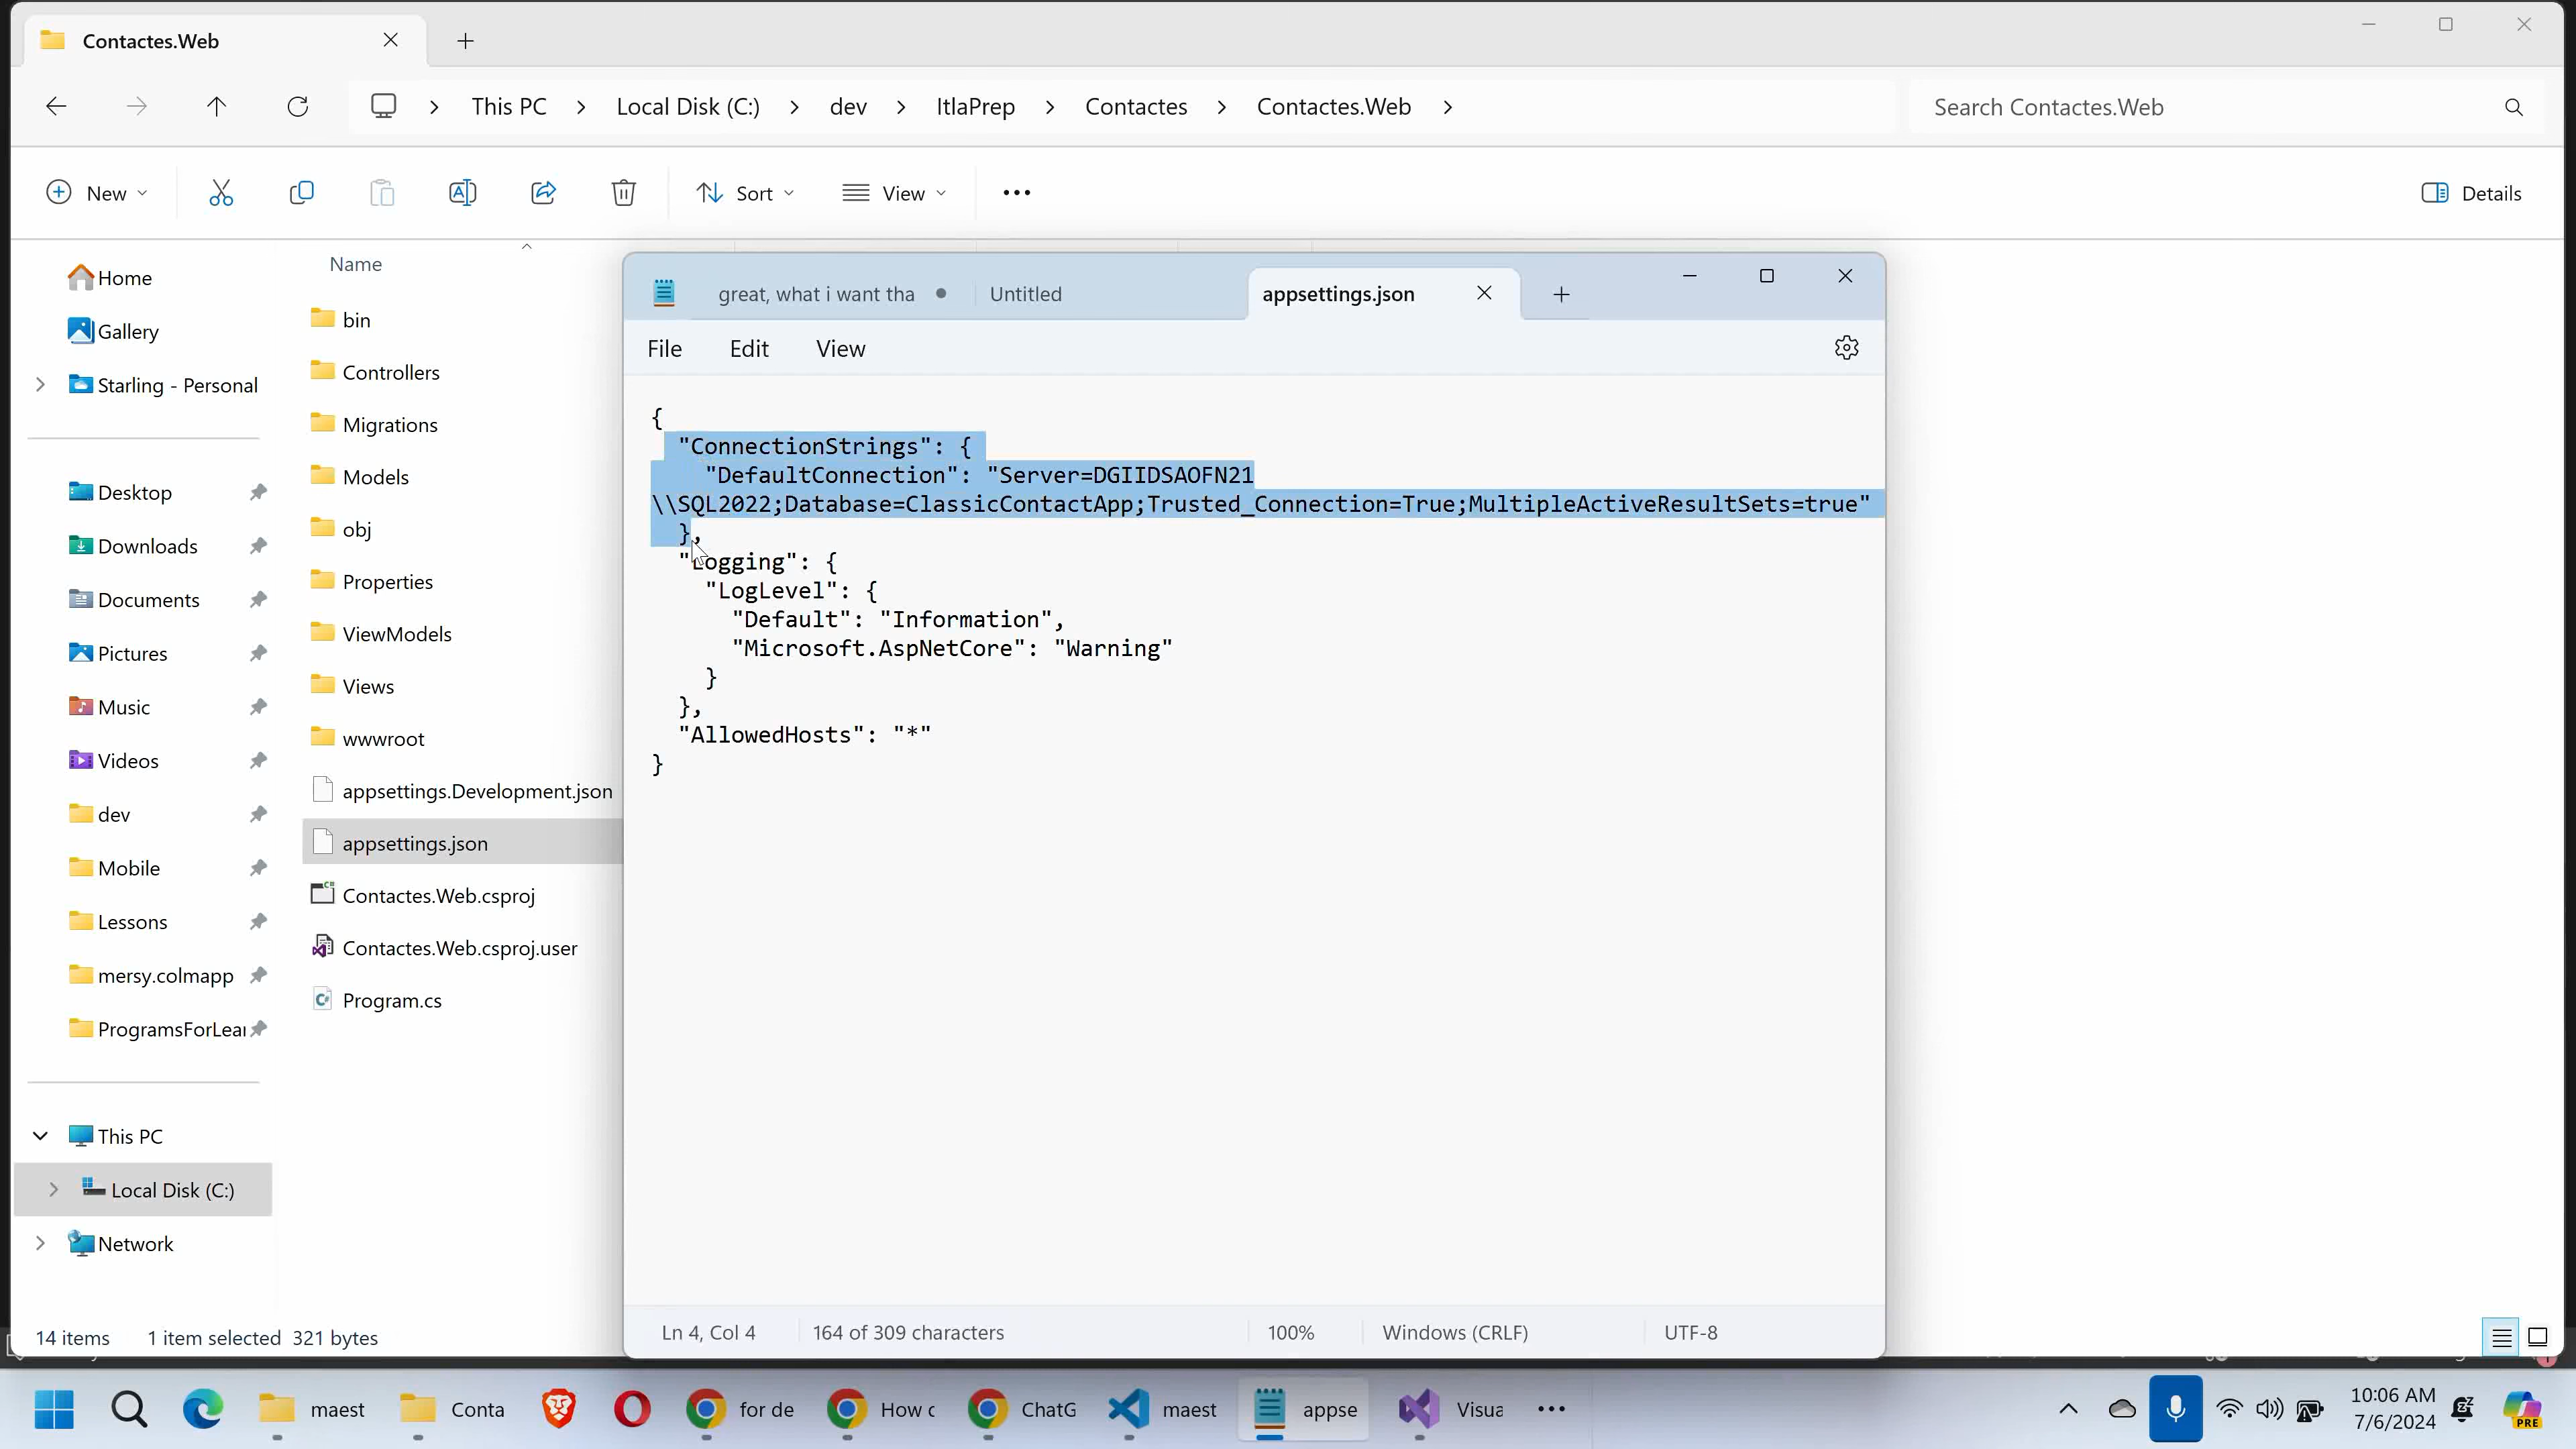 Contactes.Web
This PC
Local Disk (C:)
dev
ItlaPrep
Contactes
Contactes.Web
Search Contactes.Web
New
Sort
View
Details
Name
Home
Gallery
Starling - Personal
Desktop
Downloads
Documents
Pictures
Music
Videos
dev
Mobile
Lessons
mersy.colmapp
ProgramsForLear
This PC
Local Disk (C:)
Network
bin
Controllers
Migrations
Models
obj
Properties
ViewModels
Views
wwwroot
appsettings.Development.json
appsettings.json
Contactes.Web.csproj
Contactes.Web.csproj.user
Program.cs
great, what i want tha
Untitled
appsettings.json
File Edit View
{
"ConnectionStrings": {
"DefaultConnection": "Server=DGIIDSAOFN21
\\SQL2022;Database=ClassicContactApp;Trusted_Connection=True;MultipleActiveResultSets=true"
},
"Logging": {
"LogLevel": {
"Default": "Information",
"Microsoft.AspNetCore": "Warning"
}
},
"AllowedHosts": "*"
}
Ln 4, Col 4 164 of 309 characters 100% Windows (CRLF) UTF-8
14 items 1 item selected 321 bytes
maest
Conta
for de
How c
ChatG
maest
appse
Visua
10:06 AM
7/6/2024
PRE